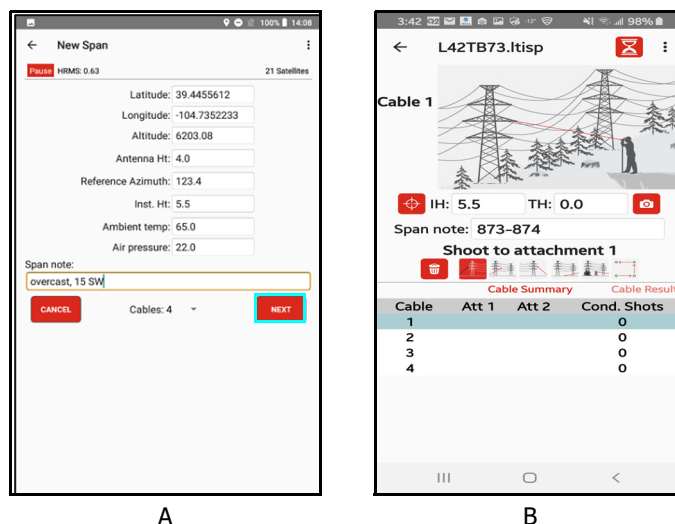 100% 14:08
New Span
Pause HRMS: 0.63 21 Satellites
Latitude: 39.4455612
Longitude: -104.7352233
Altitude: 6203.08
Antenna Ht: 4.0
Reference Azimuth: 123.4
Inst. Ht: 5.5
Ambient temp: 65.0
Air pressure: 22.0
Span note:
overcast, 15 SW
CANCEL Cables: 4 NEXT
A
3:42 98%
L42TB73.ltisp
Cable 1
IH: 5.5 TH: 0.0
Span note: 873-874
Shoot to attachment 1
Cable Summary Cable Result
Cable Att 1 Att 2 Cond. Shots
1 0
2 0
3 0
4 0
B